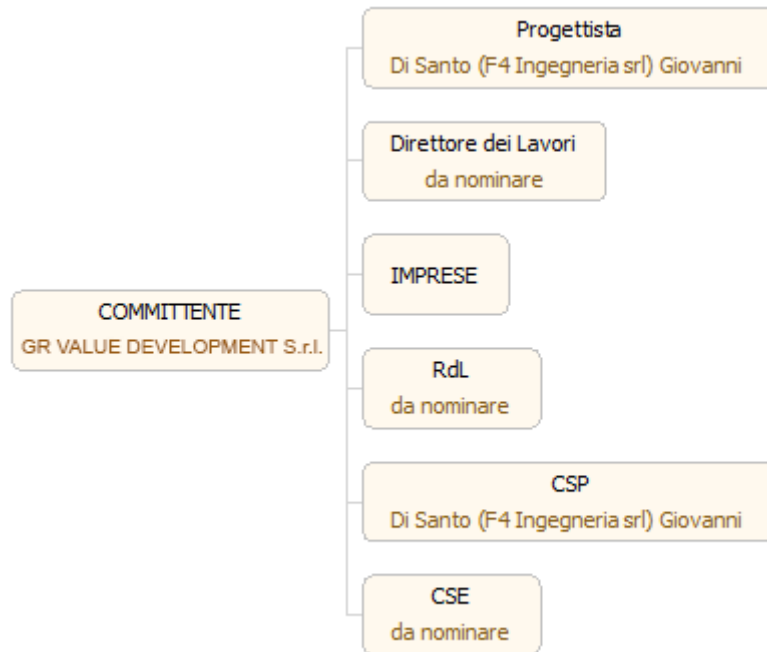 Progettista
Di Santo (F4 Ingegneria srl) Giovanni
Direttore dei Lavori
da nominare
IMPRESE
COMMITTENTE
GR VALUE DEVELOPMENT S.r.l.
RdL
da nominare
CSP
Di Santo (F4 Ingegneria srl) Giovanni
CSE
da nominare